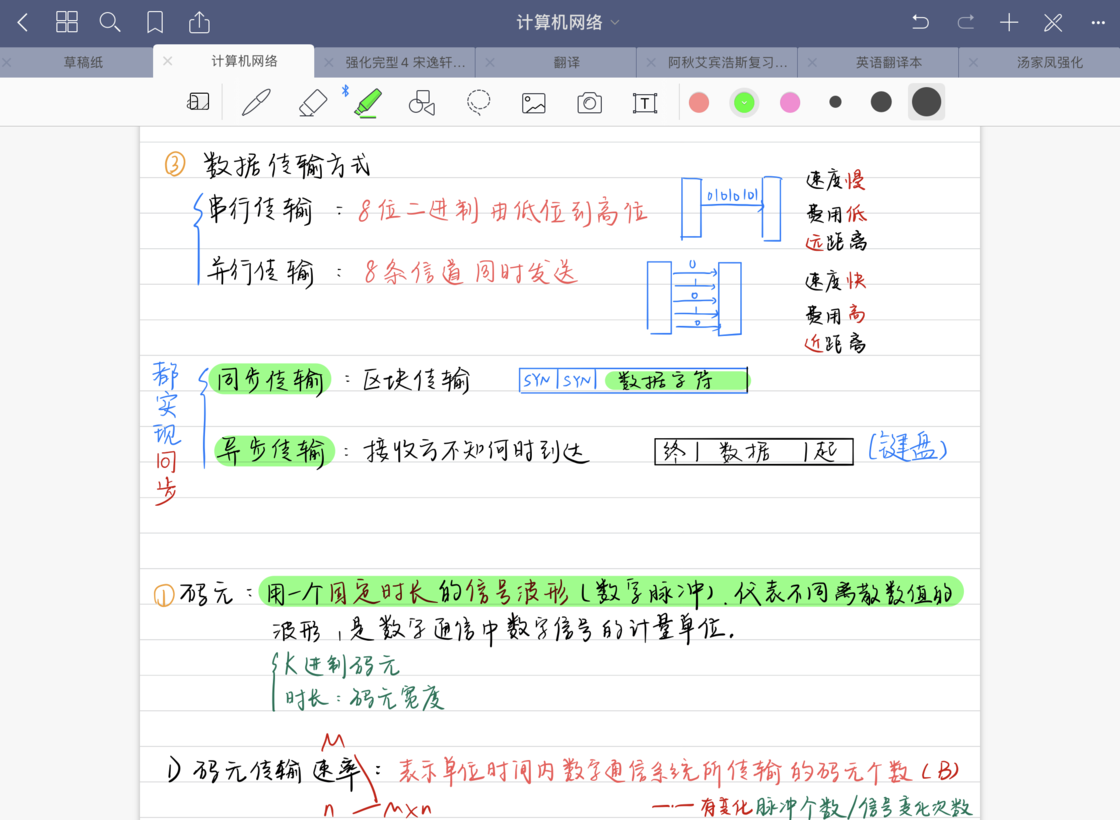 计算机网络
草稿纸
计算机网络
强化完型4 宋逸轩...
翻译
阿秋艾宾浩斯复习...
英语翻译本
汤家凤强化
③ 数据传输方式
串行传输 : 8位二进制 由低位到高位
01010101
速度慢
费用低
远距离
并行传输 : 8条信道 同时发送
0
1
0
1
0
速度快
费用高
近距离
都实现同步
同步传输 : 区块传输
SYN | SYN | 数据字符
异步传输 : 接收方不知何时到达
终 | 数据 | 起
(键盘)
① 码元 : 用一个固定时长的信号波形(数字脉冲). 代表不同离散数值的
波形,是数字通信中数字信号的计量单位.
K进制码元
时长:码元宽度
M
1) 码元传输速率 : 表示单位时间内数字通信系统所传输的码元个数(B)
n
M×n
有变化脉冲个数/信号变化次数